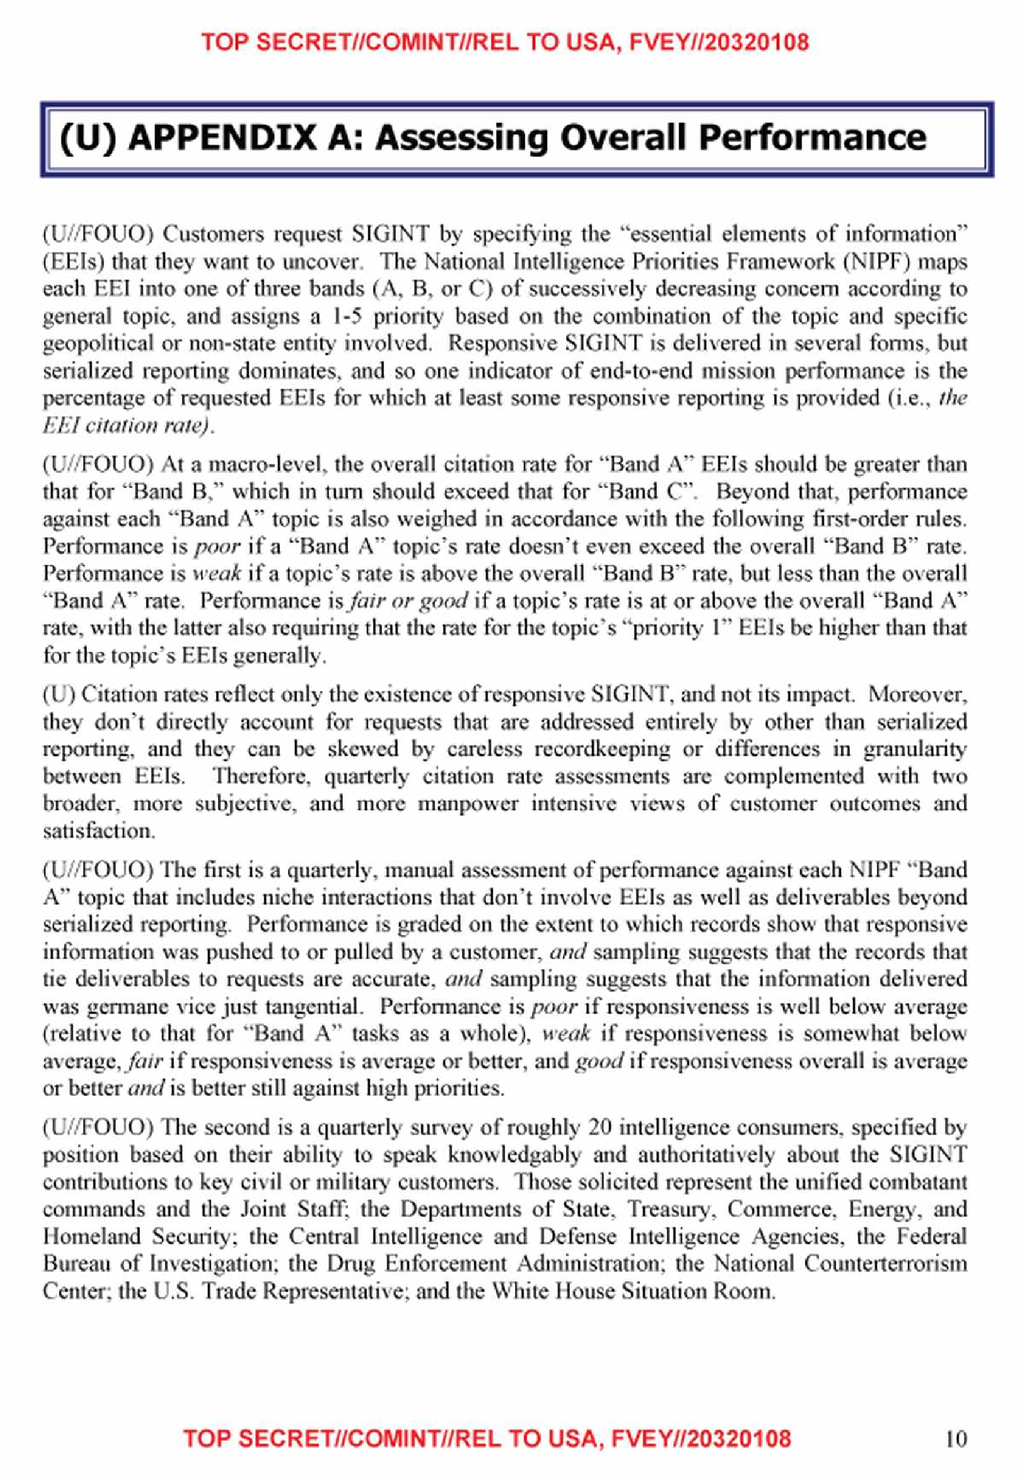 TOP SECRET//COMINT//REL TO USA, FVEY//20320108
(U) APPENDIX A: Assessing Overall Performance
(U//FOUO) Customers request SIGINT by specifying the “essential elements of information”
(EEIs) that they want to uncover. The National Intelligence Priorities Framework (NIPF) maps
each EEI into one of three bands (A, B, or C) of successively decreasing concern according to
general topic, and assigns a 1-5 priority based on the combination of the topic and specific
geopolitical or non-state entity involved. Responsive SIGINT is delivered in several forms, but
serialized reporting dominates, and so one indicator of end-to-end mission performance is the
percentage of requested EEIs for which at least some responsive reporting is provided (i.e., the
EEI citation rate).
(U//FOUO) At a macro-level, the overall citation rate for “Band A” EEIs should be greater than
that for “Band B,” which in turn should exceed that for “Band C”. Beyond that, performance
against each “Band A” topic is also weighed in accordance with the following first-order rules.
Performance is poor if a “Band A” topic’s rate doesn’t even exceed the overall “Band B” rate.
Performance is weak if a topic’s rate is above the overall “Band B” rate, but less than the overall
“Band A” rate. Performance is fair or good if a topic’s rate is at or above the overall “Band A”
rate, with the latter also requiring that the rate for the topic’s “priority 1” EEIs be higher than that
for the topic’s EEIs generally.
(U) Citation rates reflect only the existence of responsive SIGINT, and not its impact. Moreover,
they don’t directly account for requests that are addressed entirely by other than serialized
reporting, and they can be skewed by careless recordkeeping or differences in granularity
between EEIs. Therefore, quarterly citation rate assessments are complemented with two
broader, more subjective, and more manpower intensive views of customer outcomes and
satisfaction.
(U//FOUO) The first is a quarterly, manual assessment of performance against each NIPF “Band
A” topic that includes niche interactions that don’t involve EEIs as well as deliverables beyond
serialized reporting. Performance is graded on the extent to which records show that responsive
information was pushed to or pulled by a customer, and sampling suggests that the records that
tie deliverables to requests are accurate, and sampling suggests that the information delivered
was germane vice just tangential. Performance is poor if responsiveness is well below average
(relative to that for “Band A” tasks as a whole), weak if responsiveness is somewhat below
average, fair if responsiveness is average or better, and good if responsiveness overall is average
or better and is better still against high priorities.
(U//FOUO) The second is a quarterly survey of roughly 20 intelligence consumers, specified by
position based on their ability to speak knowledgably and authoritatively about the SIGINT
contributions to key civil or military customers. Those solicited represent the unified combatant
commands and the Joint Staff; the Departments of State, Treasury, Commerce, Energy, and
Homeland Security; the Central Intelligence and Defense Intelligence Agencies, the Federal
Bureau of Investigation; the Drug Enforcement Administration; the National Counterterrorism
Center; the U.S. Trade Representative; and the White House Situation Room.
TOP SECRET//COMINT//REL TO USA, FVEY//20320108
10